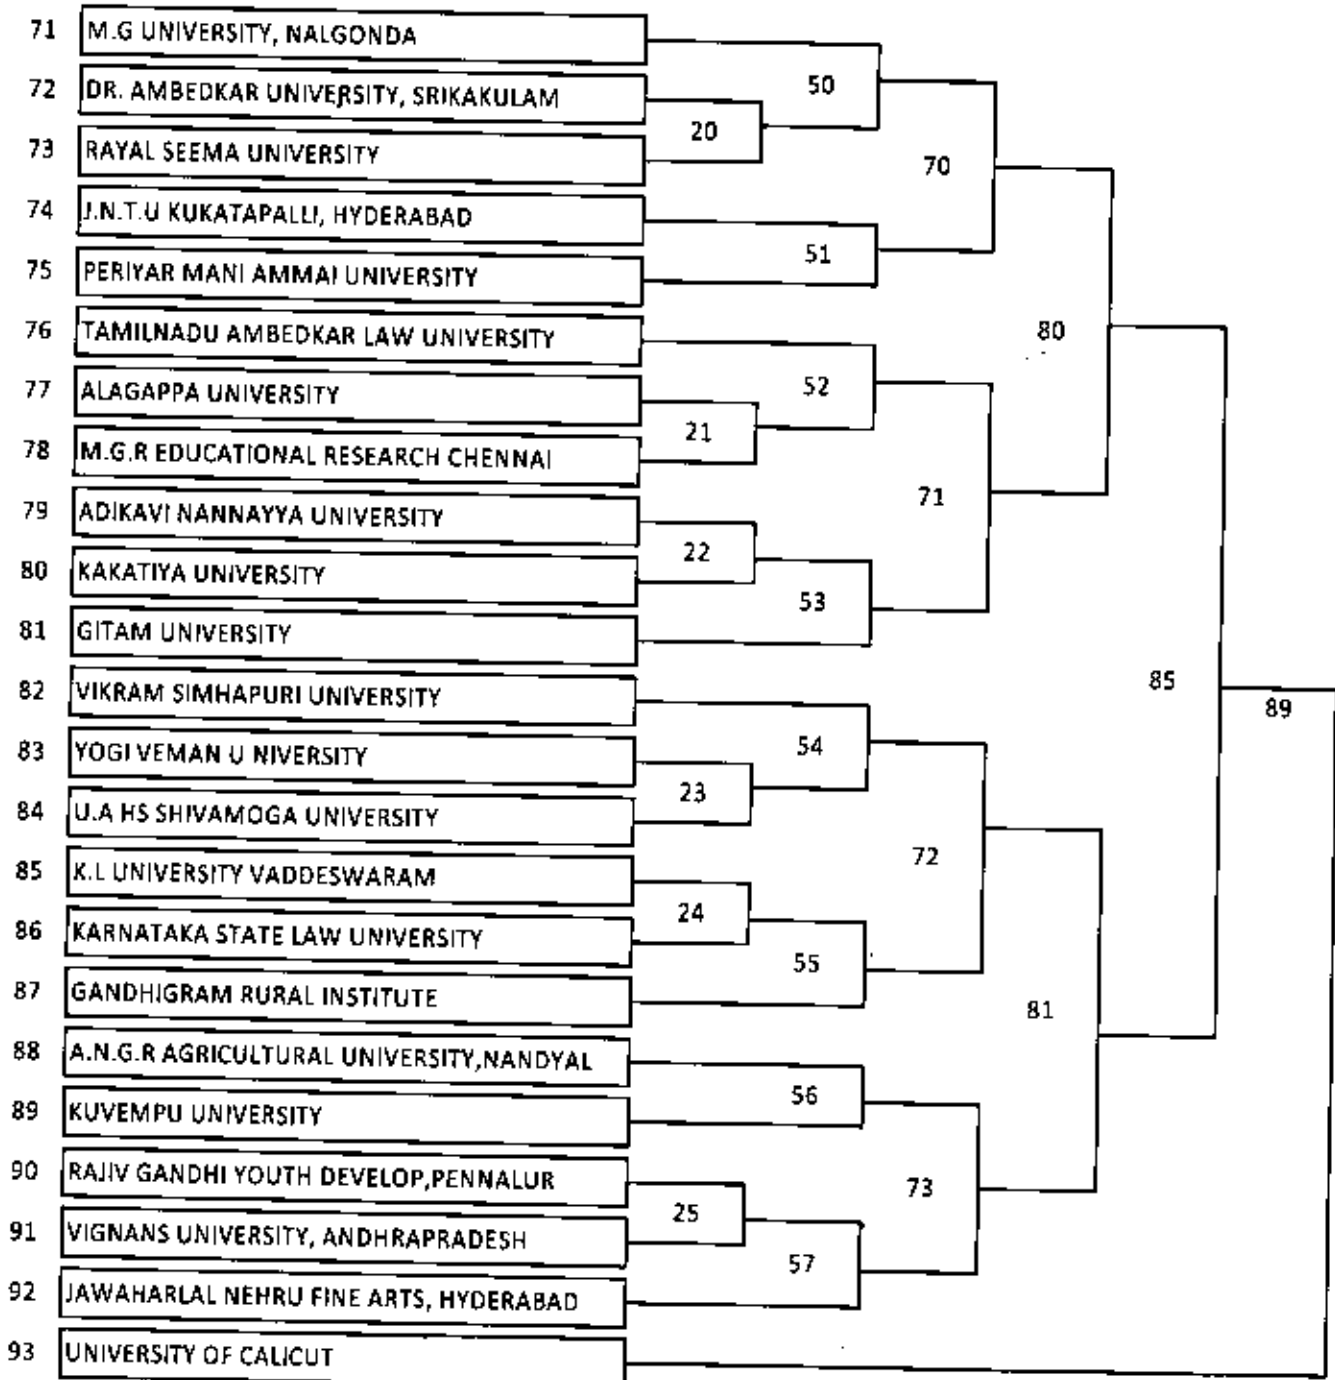 71 M.G UNIVERSITY, NALGONDA
50
72 DR. AMBEDKAR UNIVERSITY, SRIKAKULAM
20
73 RAYAL SEEMA UNIVERSITY
70
74 J.N.T.U KUKATAPALLI, HYDERABAD
51
75 PERIYAR MANI AMMAI UNIVERSITY
76 TAMILNADU AMBEDKAR LAW UNIVERSITY
80
77 ALAGAPPA UNIVERSITY
52
21
78 M.G.R EDUCATIONAL RESEARCH CHENNAI
71
79 ADIKAVI NANNAYYA UNIVERSITY
22
80 KAKATIYA UNIVERSITY
53
81 GITAM UNIVERSITY
85
82 VIKRAM SIMHAPURI UNIVERSITY
89
83 YOGI VEMAN U NIVERSITY
54
23
84 U.A HS SHIVAMOGA UNIVERSITY
72
85 K.L UNIVERSITY VADDESWARAM
24
86 KARNATAKA STATE LAW UNIVERSITY
55
87 GANDHIGRAM RURAL INSTITUTE
81
88 A.N.G.R AGRICULTURAL UNIVERSITY,NANDYAL
56
89 KUVEMPU UNIVERSITY
90 RAJIV GANDHI YOUTH DEVELOP,PENNALUR
73
25
91 VIGNANS UNIVERSITY, ANDHRAPRADESH
57
92 JAWAHARLAL NEHRU FINE ARTS, HYDERABAD
93 UNIVERSITY OF CALICUT